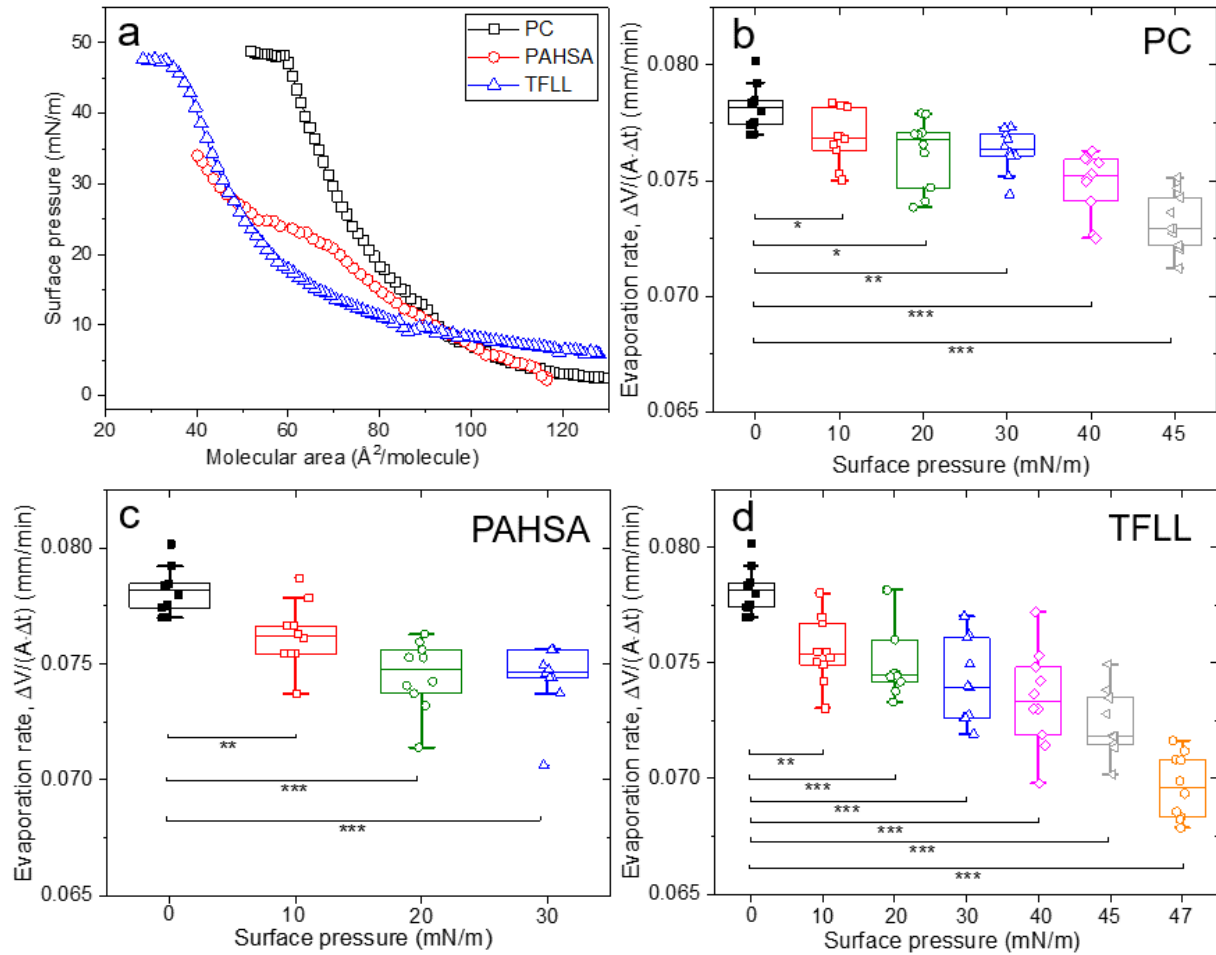 a
PC
PAHSA
TFLL
50
40
30
20
10
0
Surface pressure (mN/m)
20 40 60 80 100 120
Molecular area (Å²/molecule)
b
PC
0.080
0.075
0.070
0.065
Evaporation rate, ΔV/(A·Δt) (mm/min)
*
*
**
***
***
0 10 20 30 40 45
Surface pressure (mN/m)
c
PAHSA
0.080
0.075
0.070
0.065
Evaporation rate, ΔV/(A·Δt) (mm/min)
**
***
***
0 10 20 30
Surface pressure (mN/m)
d
TFLL
0.080
0.075
0.070
0.065
Evaporation rate, ΔV/(A·Δt) (mm/min)
**
***
***
***
***
***
0 10 20 30 40 45 47
Surface pressure (mN/m)